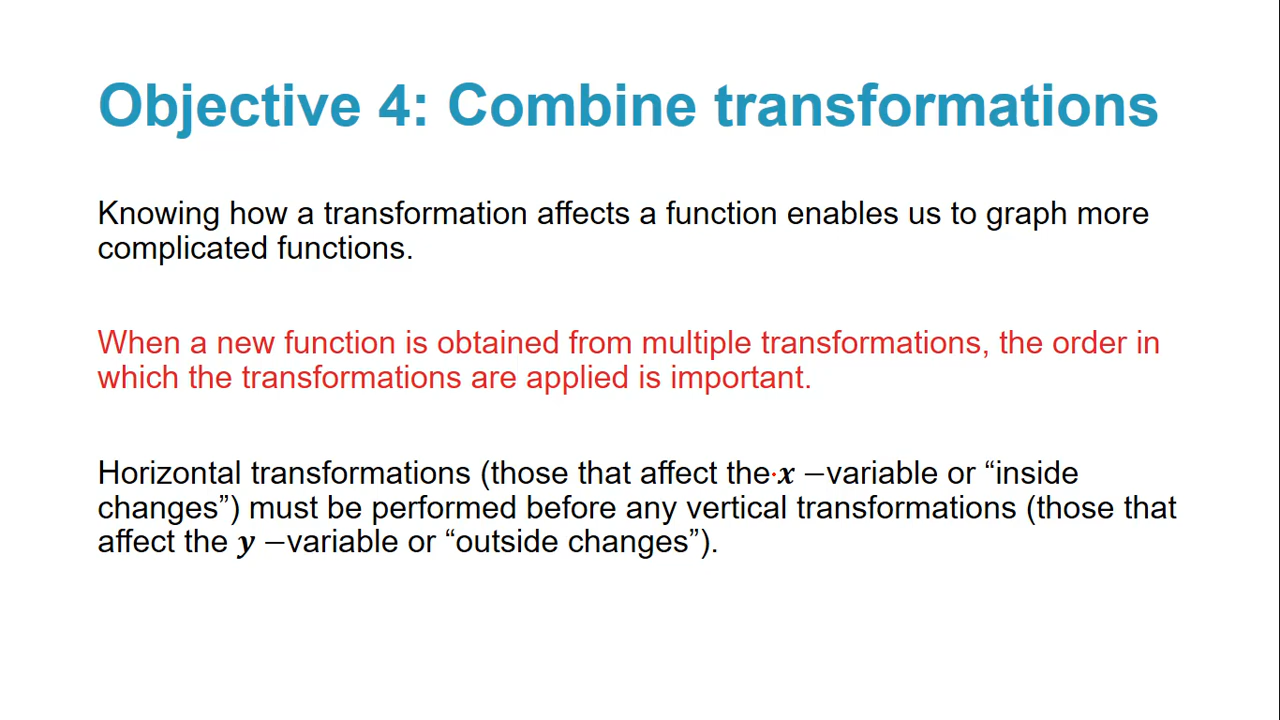 Objective 4: Combine transformations
Knowing how a transformation affects a function enables us to graph more
complicated functions.
When a new function is obtained from multiple transformations, the order in
which the transformations are applied is important.
Horizontal transformations (those that affect the x −variable or “inside
changes”) must be performed before any vertical transformations (those that
affect the y −variable or “outside changes”).